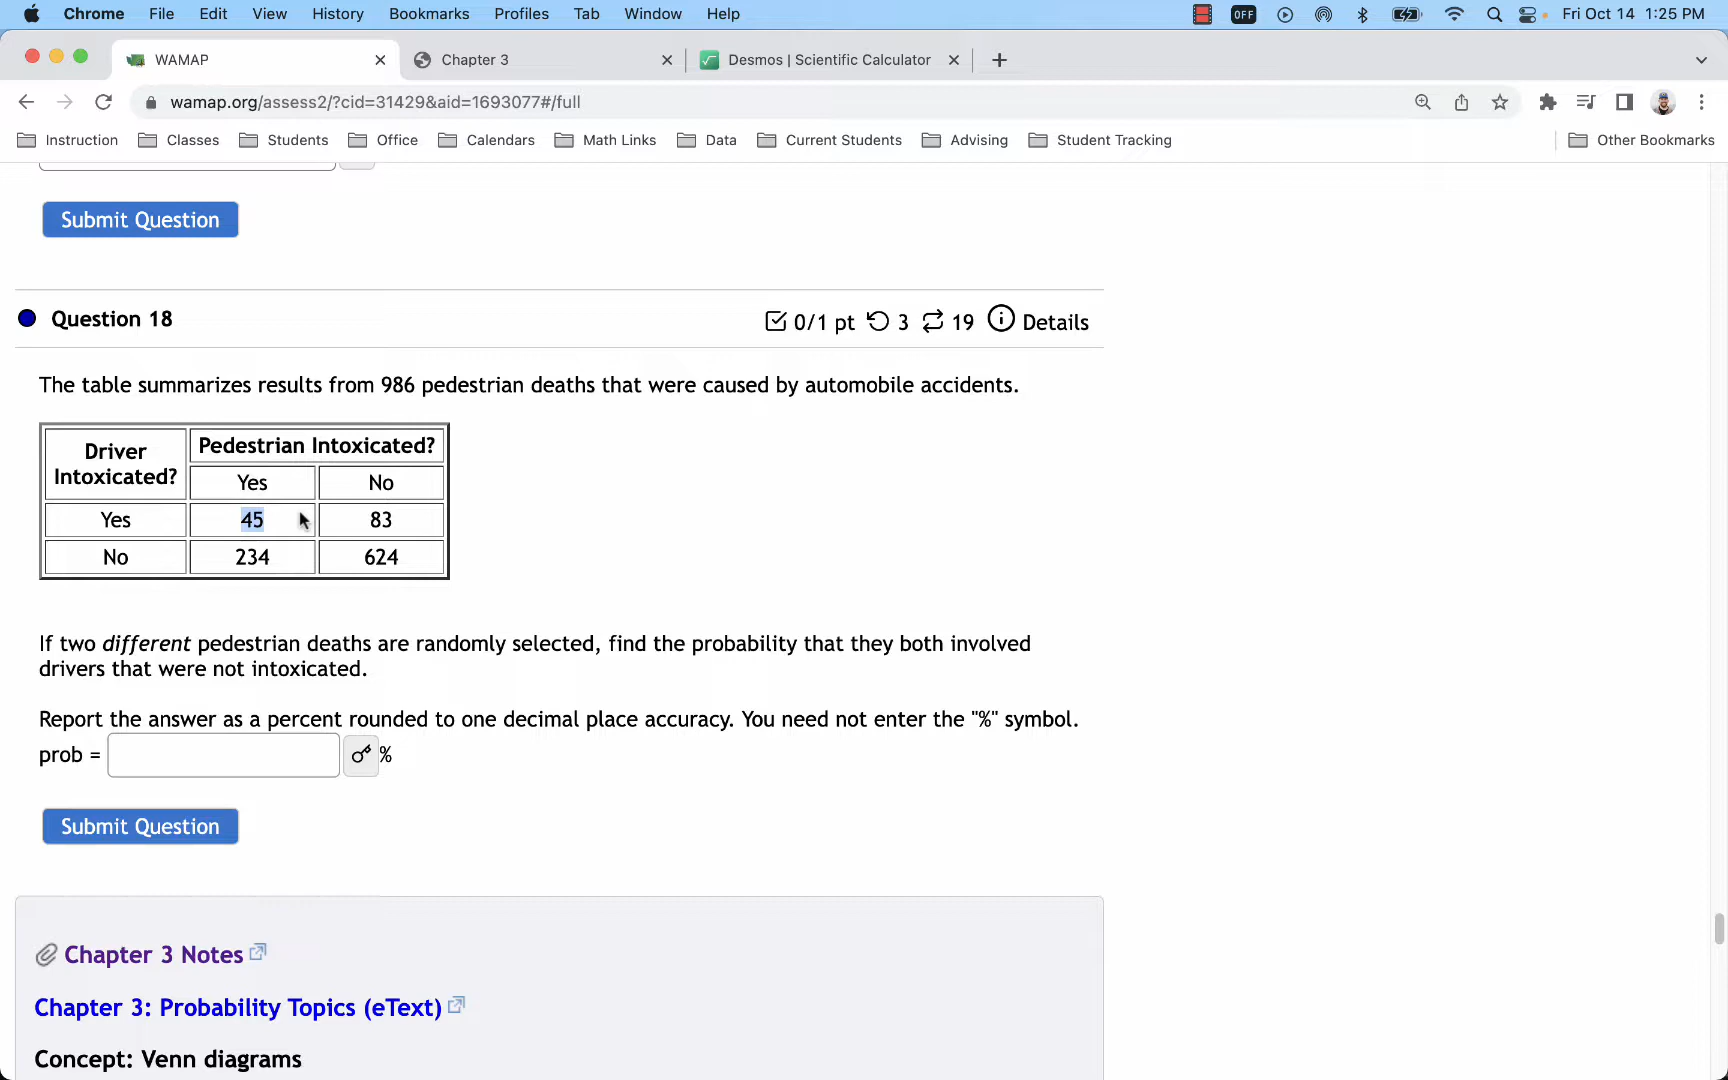 Chrome File Edit View History Bookmarks Profiles Tab Window Help OFF Fri Oct 14 1:25 PM
WAMAP Chapter 3 Desmos | Scientific Calculator
wamap.org/assess2/?cid=31429&aid=1693077#/full
Instruction Classes Students Office Calendars Math Links Data Current Students Advising Student Tracking Other Bookmarks
Submit Question
Question 18 0/1 pt 3 19 Details
The table summarizes results from 986 pedestrian deaths that were caused by automobile accidents.
Driver Intoxicated? Pedestrian Intoxicated?
Yes No
Yes 45 83
No 234 624
If two different pedestrian deaths are randomly selected, find the probability that they both involved
drivers that were not intoxicated.
Report the answer as a percent rounded to one decimal place accuracy. You need not enter the "%" symbol.
prob = %
Submit Question
Chapter 3 Notes
Chapter 3: Probability Topics (eText)
Concept: Venn diagrams